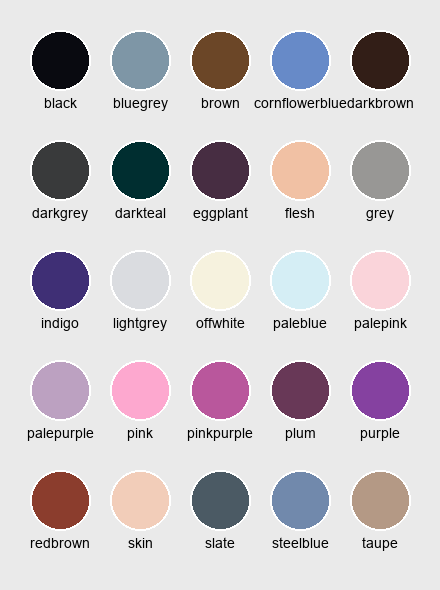 black bluegrey brown cornflowerblue darkbrown
darkgrey darkteal eggplant flesh grey
indigo lightgrey offwhite paleblue palepink
palepurple pink pinkpurple plum purple
redbrown skin slate steelblue taupe